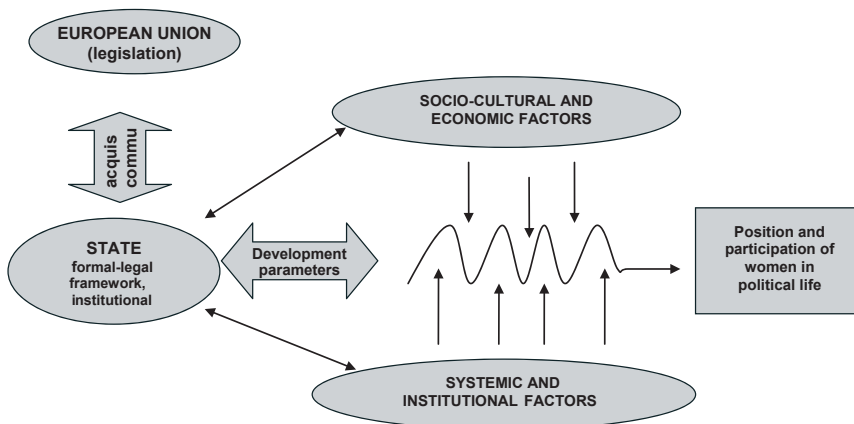 EUROPEAN UNION
(legislation)
SOCIO-CULTURAL AND
ECONOMIC FACTORS
acquis
commu
STATE
formal-legal
framework,
institutional
Development
parameters
Position and
participation of
women in
political life
SYSTEMIC AND
INSTITUTIONAL FACTORS